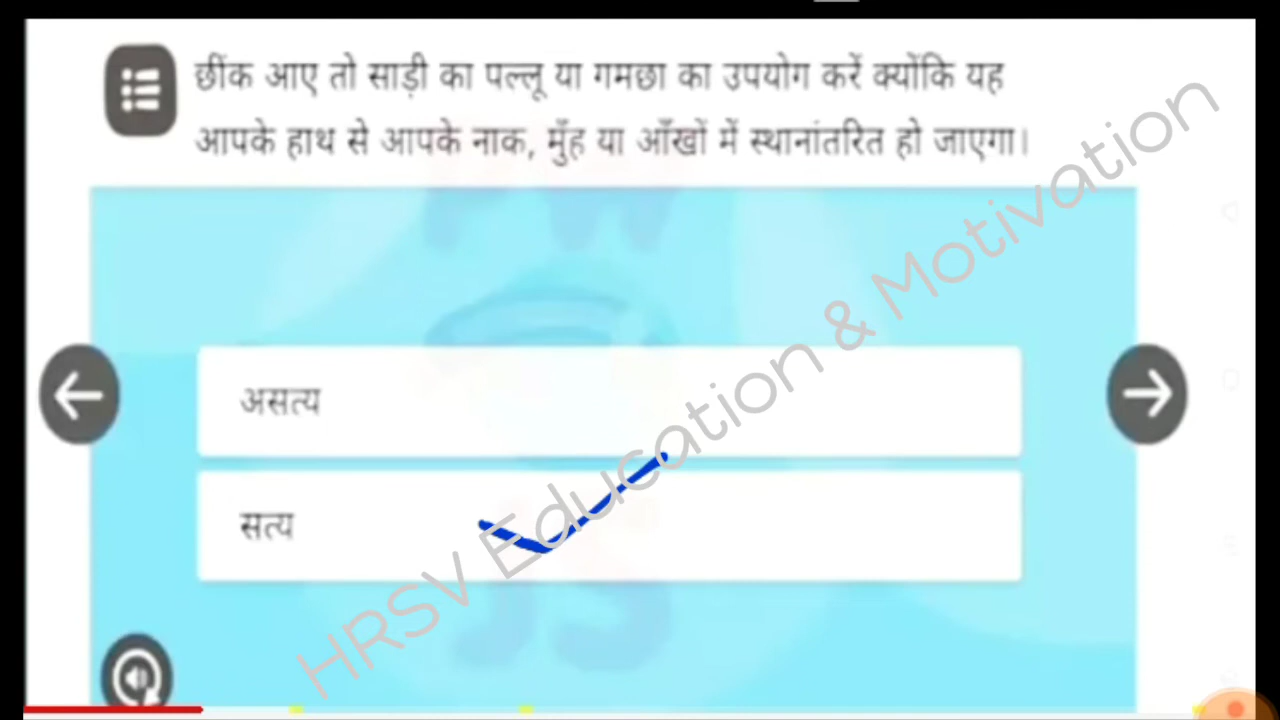 छींक आए तो साड़ी का पल्लू या गमछा का उपयोग करें क्योंकि यह
आपके हाथ से आपके नाक, मुँह या आँखों में स्थानांतरित हो जाएगा।
असत्य
सत्य
HRSV Education & Motivation